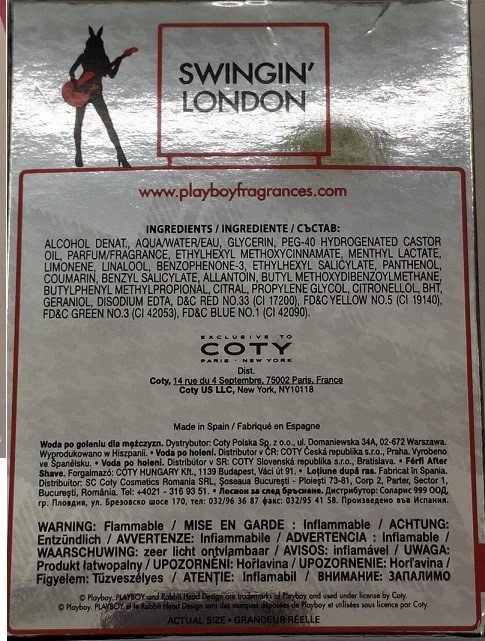 SWINGIN'
LONDON
www.playboyfragrances.com
INGREDIENTS / INGREDIENTE / СЪСТАВ:
ALCOHOL DENAT., AQUA/WATER/EAU, GLYCERIN, PEG-40 HYDROGENATED CASTOR
OIL, PARFUM/FRAGRANCE, ETHYLHEXYL METHOXYCINNAMATE, MENTHYL LACTATE,
LIMONENE, LINALOOL, BENZOPHENONE-3, ETHYLHEXYL SALICYLATE, PANTHENOL,
COUMARIN, BENZYL SALICYLATE, ALLANTOIN, BUTYL METHOXYDIBENZOYLMETHANE,
BUTYLPHENYL METHYLPROPIONAL, CITRAL, PROPYLENE GLYCOL, CITRONELLOL, BHT,
GERANIOL, DISODIUM EDTA, D&C RED NO.33 (CI 17200), FD&C YELLOW NO.5 (CI 19140),
FD&C GREEN NO.3 (CI 42053), FD&C BLUE NO.1 (CI 42090).
EXCLUSIVE TO
COTY
PARIS - NEW YORK
Dist.
Coty, 14 rue du 4 Septembre, 75002 Paris, France
Coty US LLC, New York, NY10118
Made in Spain / Fabriqué en Espagne
Woda po goleniu dla mężczyzn. Dystrybutor: Coty Polska Sp. z o.o., ul. Domaniewska 34A, 02-672 Warszawa.
Wyprodukowano w Hiszpanii. • Voda po holení. Distributor v ČR: COTY Česká republika s.r.o., Praha. Vyrobeno
ve Španělsku. • Voda po holení. Distribútor v SR: COTY Slovenská republika s.r.o., Bratislava. • Férfi After
Shave. Forgalmazó: COTY HUNGARY Kft., 1139 Budapest, Váci út 91. • Loțiune după ras. Fabricat în Spania.
Distribuitor: SC Coty Cosmetics Romania SRL, Șoseaua București - Ploiești 73-81, Corp 2, Parter, Sector 1,
București, România. Tel: +4021 - 316 93 51. • Лосион за след бръснене. Дистрибутор: Соларис 999 ООД,
гр. Пловдив, ул. Брезовско шосе 170, тел: 032/96 36 87 факс: 032/95 41 58. Произведено във Испания.
WARNING: Flammable / MISE EN GARDE : Inflammable / ACHTUNG:
Entzündlich / AVVERTENZE: Infiammabile / ADVERTENCIA : Inflamable /
WAARSCHUWING: zeer licht ontvlambaar / AVISOS: inflamável / UWAGA:
Produkt łatwopalny / UPOZORNĚNÍ: Hořlavina / UPOZORNENIE: Horľavina /
Figyelem: Tűzveszélyes / ATENȚIE: Inflamabil / ВНИМАНИЕ: ЗАПАЛИМО
© Playboy. PLAYBOY and Rabbit Head Design are trademarks of Playboy and used under license by Coty.
© Playboy. PLAYBOY et le Rabbit Head Design sont des marques déposées de Playboy et utilisées sous licence par Coty.
ACTUAL SIZE • GRANDEUR RÉELLE